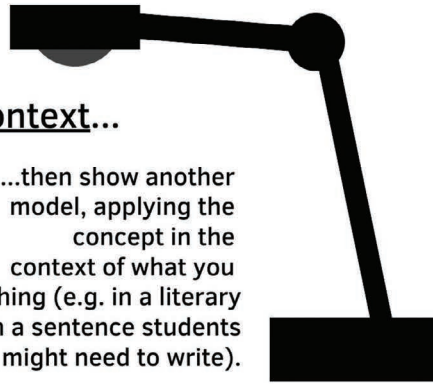 ontext...
...then show another
model, applying the
concept in the
context of what you
hing (e.g. in a literary
a sentence students
might need to write).